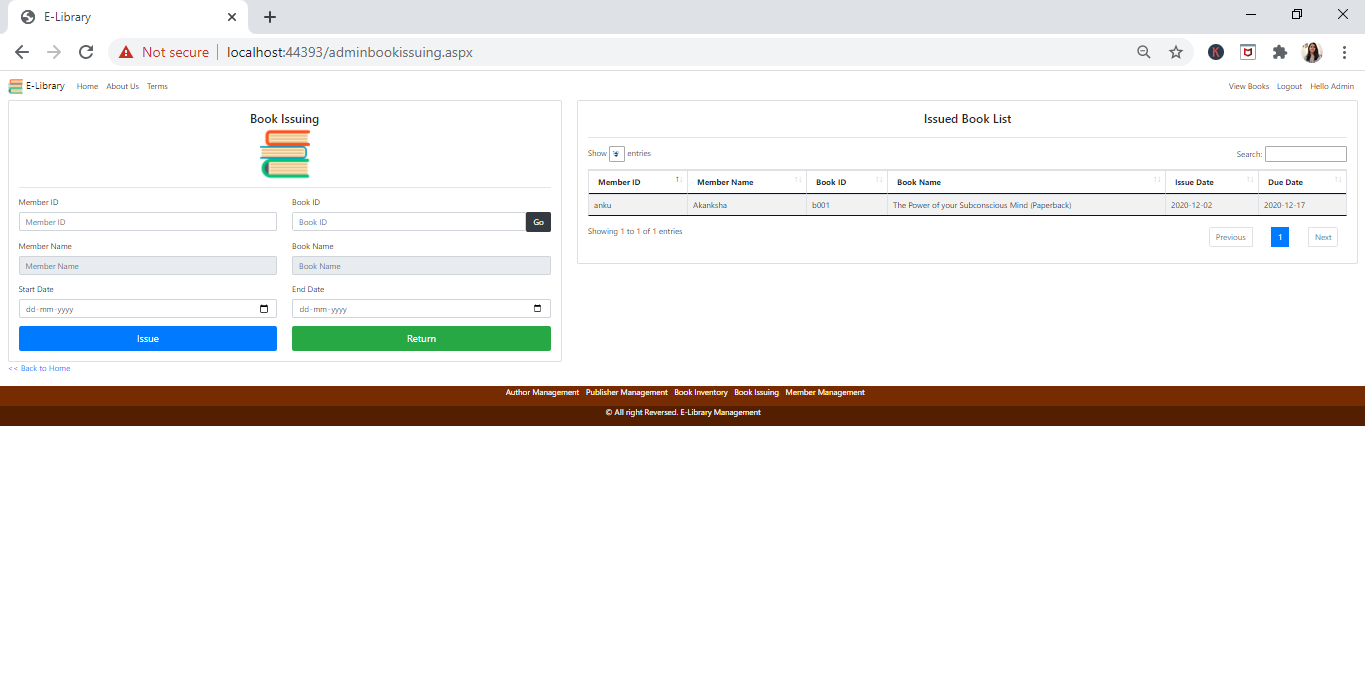 E-Library
Not secure localhost:44393/adminbookissuing.aspx
E-Library Home About Us Terms View Books Logout Hello Admin
Book Issuing
Member ID Book ID
Member ID Book ID Go
Member Name Book Name
Member Name Book Name
Start Date End Date
dd-mm-yyyy dd-mm-yyyy
Issue Return
<< Back to Home
Issued Book List
Show entries Search:
Member ID Member Name Book ID Book Name Issue Date Due Date
anku Akanksha b001 The Power of your Subconscious Mind (Paperback) 2020-12-02 2020-12-17
Showing 1 to 1 of 1 entries Previous 1 Next
Author Management Publisher Management Book Inventory Book Issuing Member Management
© All right Reversed. E-Library Management